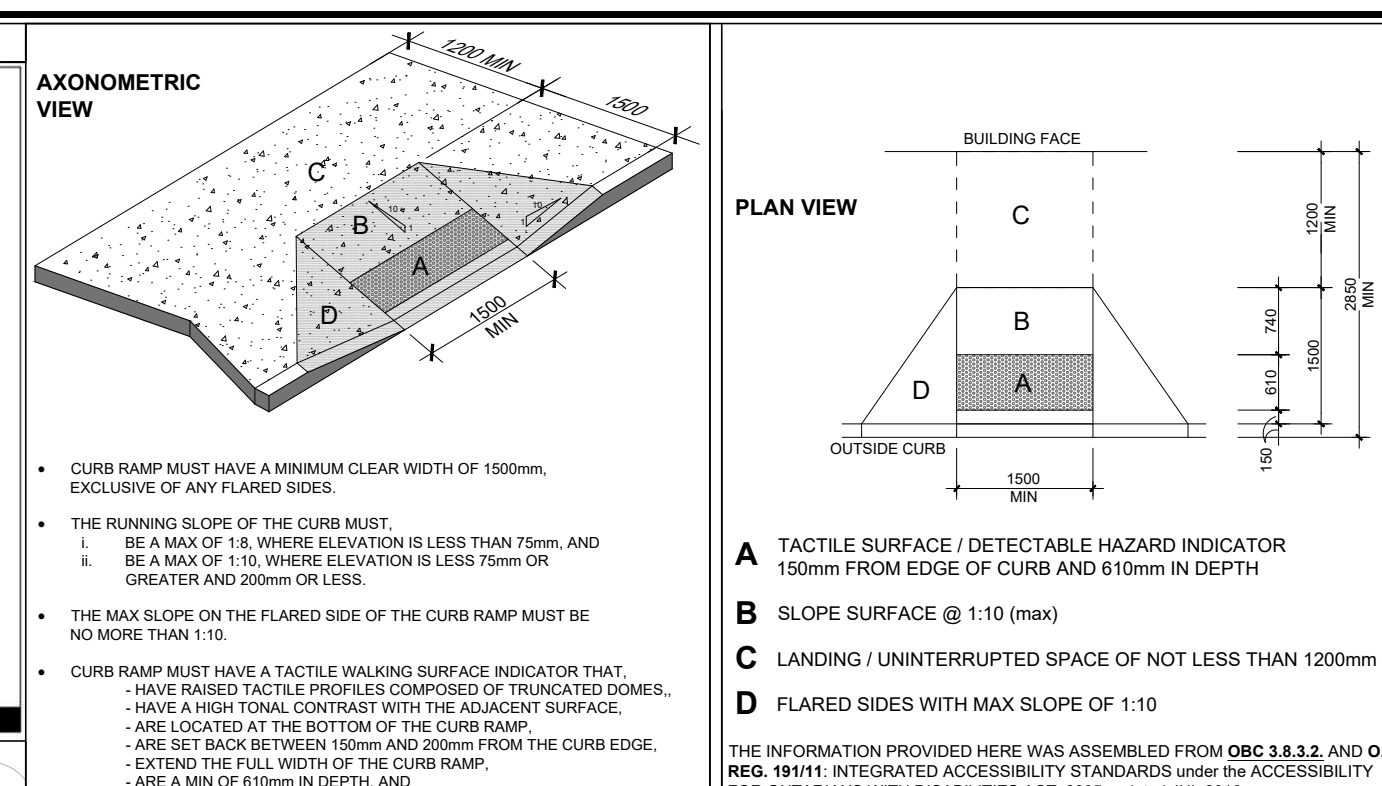 AXONOMETRIC
VIEW
1200 MIN
1500
C
B
10
1
10
1
A
D
1500
MIN
• CURB RAMP MUST HAVE A MINIMUM CLEAR WIDTH OF 1500mm,
EXCLUSIVE OF ANY FLARED SIDES.
• THE RUNNING SLOPE OF THE CURB MUST,
i. BE A MAX OF 1:8, WHERE ELEVATION IS LESS THAN 75mm, AND
ii. BE A MAX OF 1:10, WHERE ELEVATION IS LESS 75mm OR
GREATER AND 200mm OR LESS.
• THE MAX SLOPE ON THE FLARED SIDE OF THE CURB RAMP MUST BE
NO MORE THAN 1:10.
• CURB RAMP MUST HAVE A TACTILE WALKING SURFACE INDICATOR THAT,
- HAVE RAISED TACTILE PROFILES COMPOSED OF TRUNCATED DOMES,,
- HAVE A HIGH TONAL CONTRAST WITH THE ADJACENT SURFACE,
- ARE LOCATED AT THE BOTTOM OF THE CURB RAMP,
- ARE SET BACK BETWEEN 150mm AND 200mm FROM THE CURB EDGE,
- EXTEND THE FULL WIDTH OF THE CURB RAMP,
- ARE A MIN OF 610mm IN DEPTH, AND
PLAN VIEW
BUILDING FACE
C
B
A
D
OUTSIDE CURB
1500
MIN
1200
MIN
2850
MIN
740
1500
610
150
A TACTILE SURFACE / DETECTABLE HAZARD INDICATOR
150mm FROM EDGE OF CURB AND 610mm IN DEPTH
B SLOPE SURFACE @ 1:10 (max)
C LANDING / UNINTERRUPTED SPACE OF NOT LESS THAN 1200mm
D FLARED SIDES WITH MAX SLOPE OF 1:10
THE INFORMATION PROVIDED HERE WAS ASSEMBLED FROM OBC 3.8.3.2. AND O.
REG. 191/11: INTEGRATED ACCESSIBILITY STANDARDS under the ACCESSIBILITY